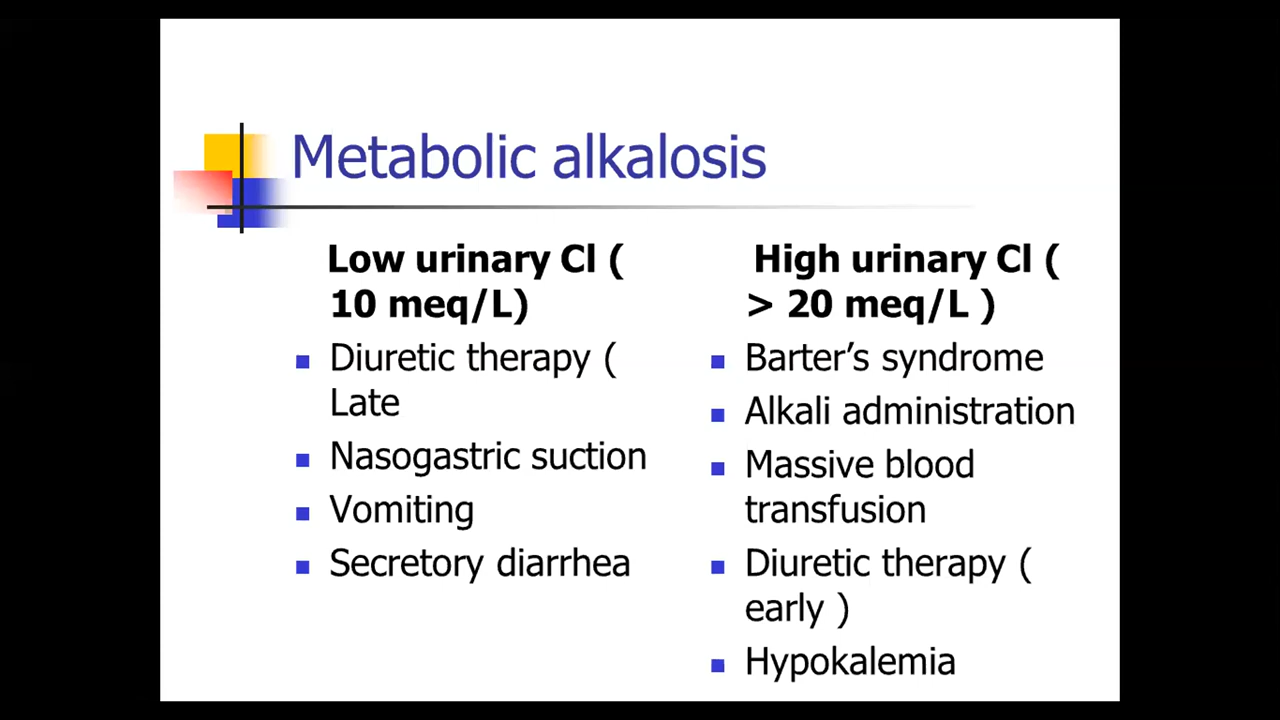 Metabolic alkalosis
Low urinary Cl (
10 meq/L)
Diuretic therapy (
Late
Nasogastric suction
Vomiting
Secretory diarrhea
High urinary Cl (
> 20 meq/L )
Barter’s syndrome
Alkali administration
Massive blood
transfusion
Diuretic therapy (
early )
Hypokalemia